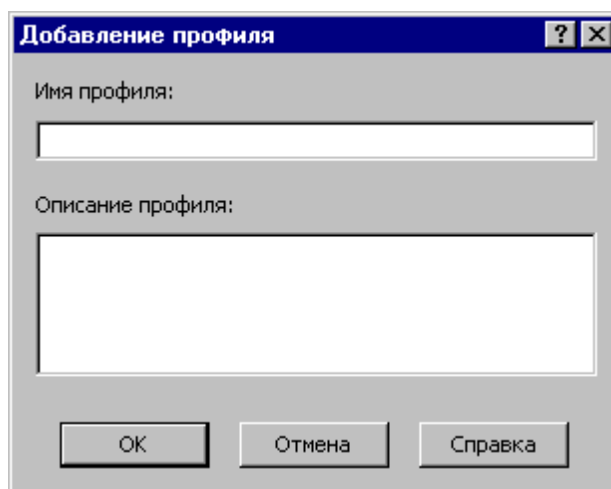 Добавление профиля
Имя профиля:
Описание профиля:
OK Отмена Справка